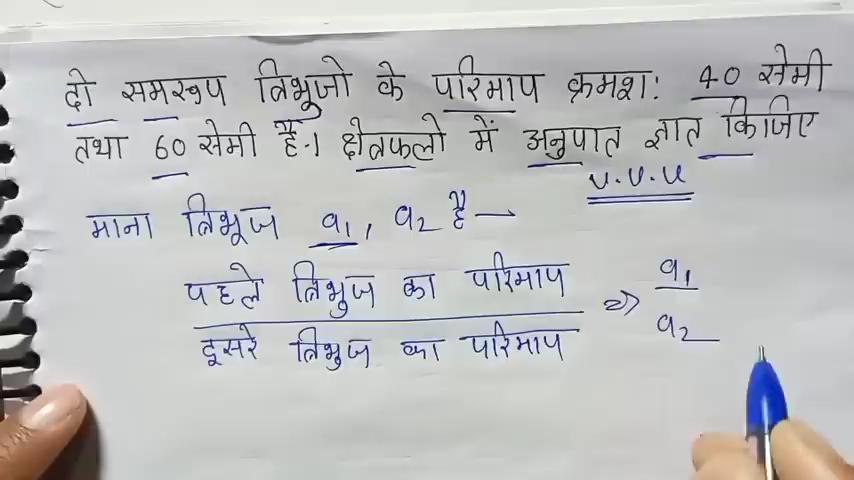 दो समरूप त्रिभूजो के परिमाप क्रमश: 40 सेमी
तथा 60 सेमी है। क्षेत्रफलो में अनुपात ज्ञात किजिए
V.V.U
माना त्रिभूज a₁, a₂ है —
पहले त्रिभुज का परिमाप
दूसरे त्रिभुज का परिमाप
⇒ a₁
a₂